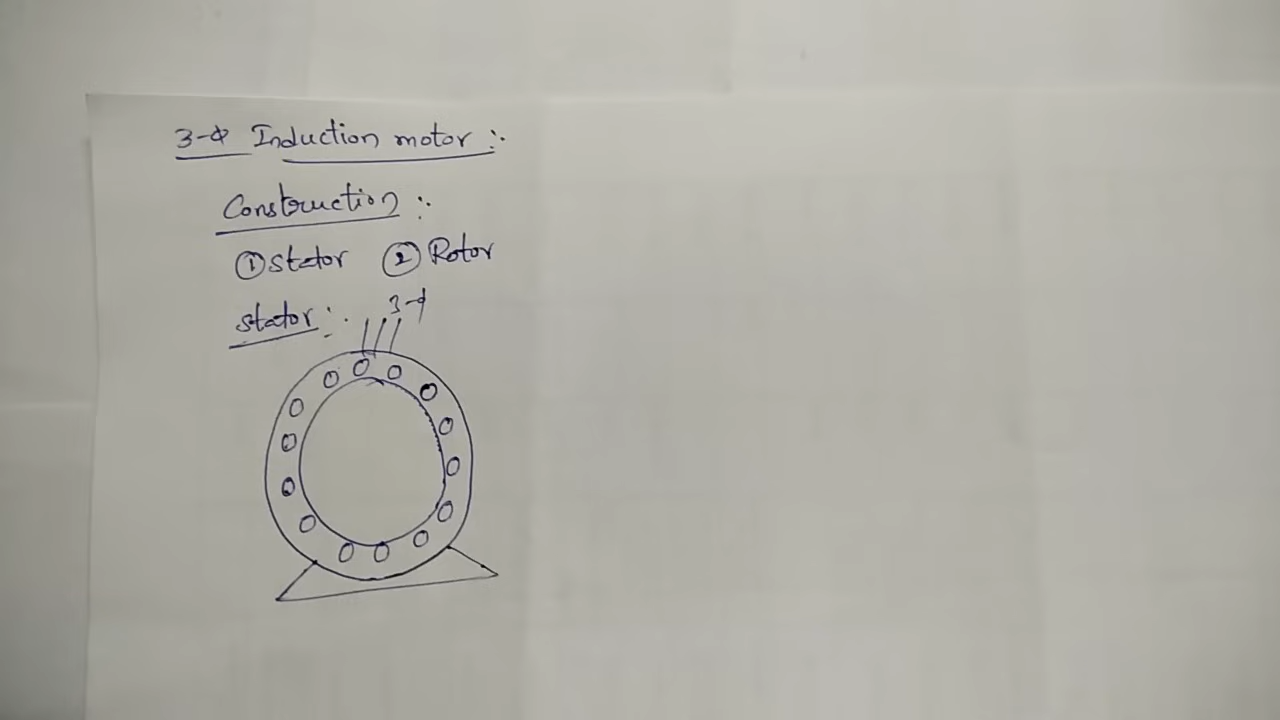 3-ϕ Induction motor :-
Construction :-
① Stator ② Rotor
Stator :-
3-ϕ